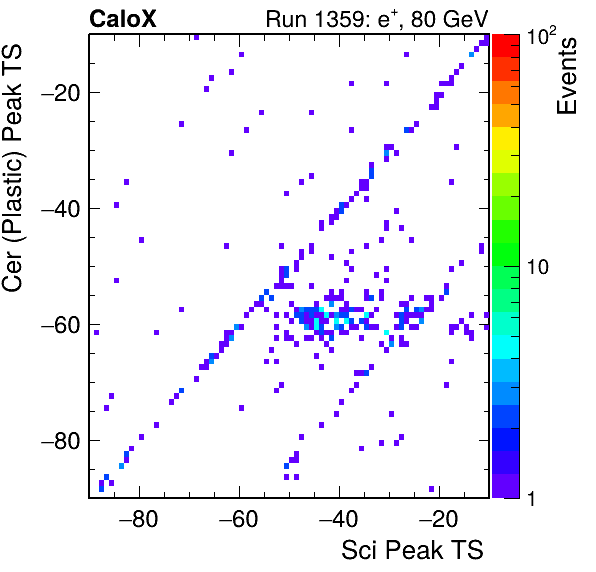 CaloX Run 1359: e⁺, 80 GeV
Cer (Plastic) Peak TS
−20
−40
−60
−80
−80 −60 −40 −20
Sci Peak TS
10²
10
1
Events